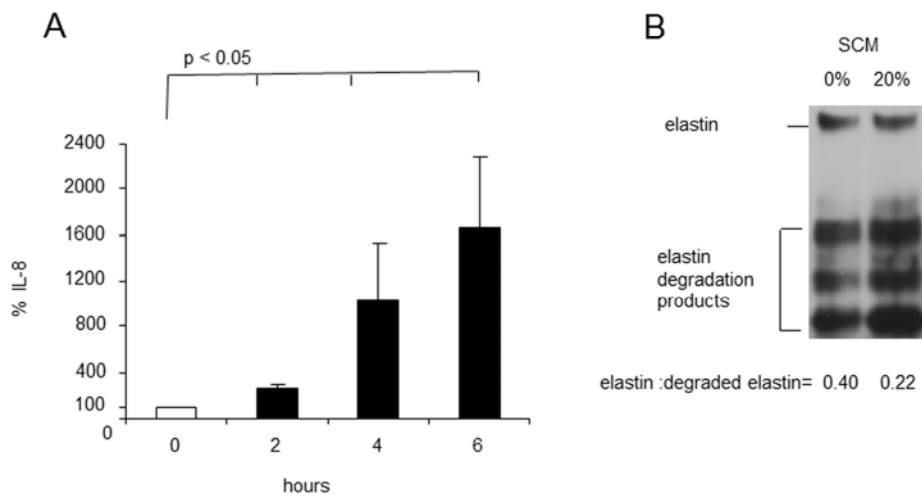 A
p < 0.05
% IL-8
2400
2000
1600
1200
800
400
100
0
0 2 4 6
hours
B
SCM
0% 20%
elastin
elastin
degradation
products
elastin :degraded elastin= 0.40 0.22